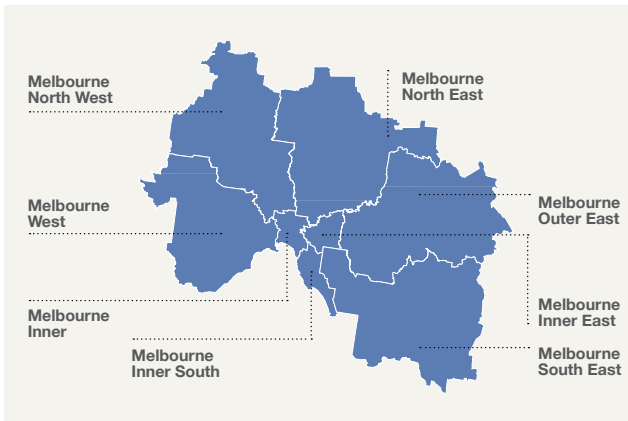 Melbourne
North West
Melbourne
North East
Melbourne
West
Melbourne
Outer East
Melbourne
Inner
Melbourne
Inner East
Melbourne
Inner South
Melbourne
South East